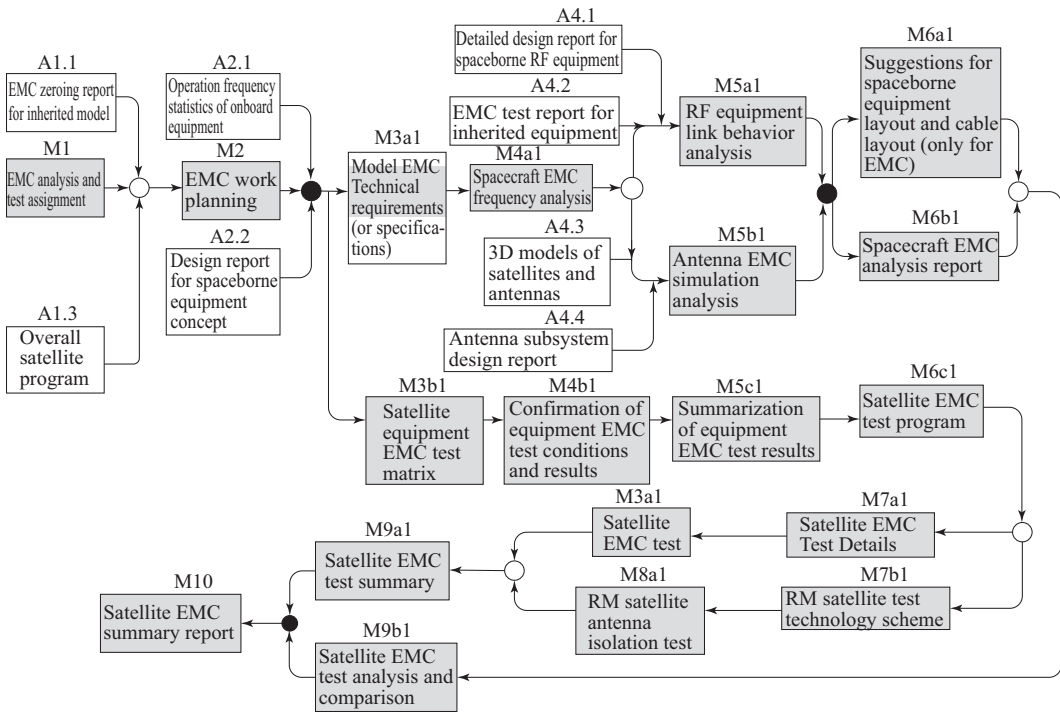 A1.1
EMC zeroing report
for inherited model
M1
EMC analysis and
test assignment
A1.3
Overall
satellite
program
A2.1
Operation frequency
statistics of onboard
equipment
M2
EMC work
planning
A2.2
Design report
for spaceborne
equipment
concept
M3a1
Model EMC
Technical
requirements
(or specifica-
tions)
A4.1
Detailed design report for
spaceborne RF equipment
A4.2
EMC test report for
inherited equipment
M4a1
Spacecraft EMC
frequency analysis
A4.3
3D models of
satellites and
antennas
A4.4
Antenna subsystem
design report
M5a1
RF equipment
link behavior
analysis
M5b1
Antenna EMC
simulation
analysis
M6a1
Suggestions for
spaceborne
equipment
layout and cable
layout (only for
EMC)
M6b1
Spacecraft EMC
analysis report
M3b1
Satellite
equipment
EMC test
matrix
M4b1
Confirmation of
equipment EMC
test conditions
and results
M5c1
Summarization
of equipment
EMC test results
M6c1
Satellite EMC
test program
M7a1
Satellite EMC
Test Details
M7b1
RM satellite test
technology scheme
M3a1
Satellite
EMC test
M8a1
RM satellite
antenna
isolation test
M9a1
Satellite EMC
test summary
M9b1
Satellite EMC
test analysis and
comparison
M10
Satellite EMC
summary report